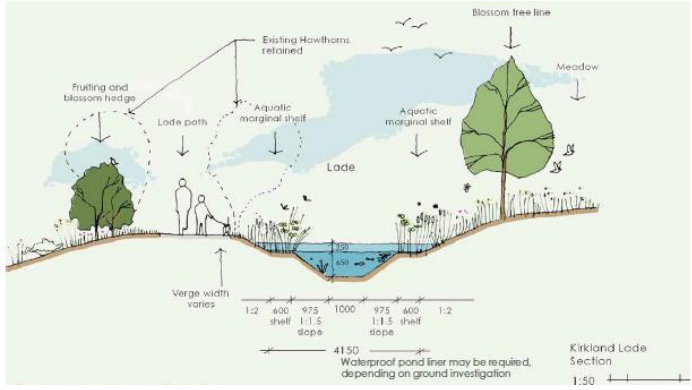 Blossom tree line
Existing Hawthorns
retained
Meadow
Fruiting and
blossom hedge
Lade path
Aquatic
marginal shelf
Aquatic
marginal shelf
Lade
250
650
Verge width
varies
1:2
600
shelf
975
1:1.5
slope
1000
975
1:1.5
slope
600
shelf
1:2
4150
Waterproof pond liner may be required,
depending on ground investigation
Kirkland Lade
Section
1:50